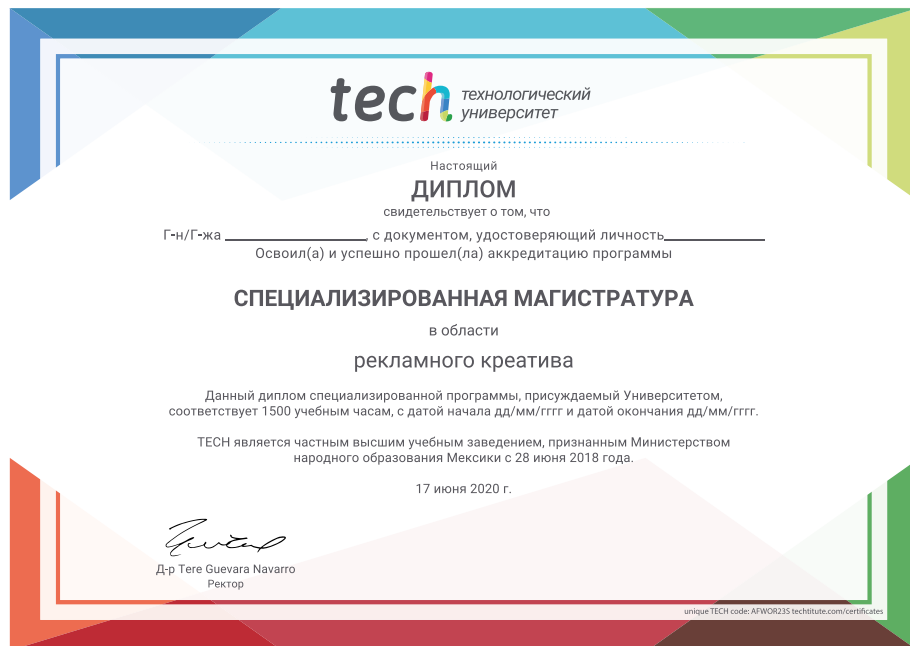 tech технологический
университет
Настоящий
ДИПЛОМ
свидетельствует о том, что
Г-н/Г-жа ____________________, с документом, удостоверяющий личность______________
Освоил(а) и успешно прошел(ла) аккредитацию программы
СПЕЦИАЛИЗИРОВАННАЯ МАГИСТРАТУРА
в области
рекламного креатива
Данный диплом специализированной программы, присуждаемый Университетом,
соответствует 1500 учебным часам, с датой начала дд/мм/гггг и датой окончания дд/мм/гггг.
TECH является частным высшим учебным заведением, признанным Министерством
народного образования Мексики с 28 июня 2018 года.
17 июня 2020 г.
Д-р Tere Guevara Navarro
Ректор
unique TECH code: AFWOR23S techtitute.com/certificates